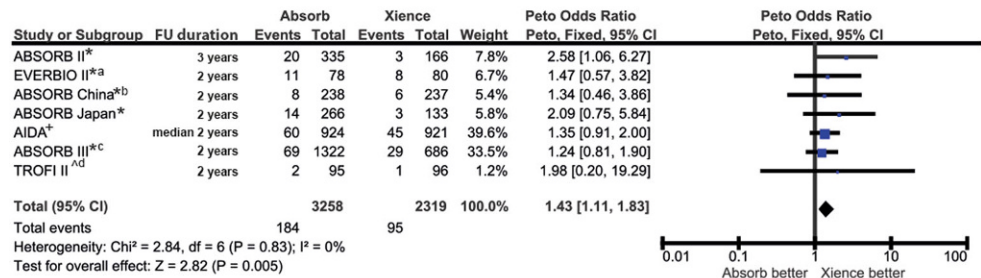 Absorb Xience Peto Odds Ratio Peto Odds Ratio
Study or Subgroup FU duration Events Total Events Total Weight Peto, Fixed, 95% CI Peto, Fixed, 95% CI
ABSORB II* 3 years 20 335 3 166 7.8% 2.58 [1.06, 6.27]
EVERBIO II*a 2 years 11 78 8 80 6.7% 1.47 [0.57, 3.82]
ABSORB China*b 2 years 8 238 6 237 5.4% 1.34 [0.46, 3.86]
ABSORB Japan* 2 years 14 266 3 133 5.8% 2.09 [0.75, 5.84]
AIDA+ median 2 years 60 924 45 921 39.6% 1.35 [0.91, 2.00]
ABSORB III*c 2 years 69 1322 29 686 33.5% 1.24 [0.81, 1.90]
TROFI II^d 2 years 2 95 1 96 1.2% 1.98 [0.20, 19.29]
Total (95% CI) 3258 2319 100.0% 1.43 [1.11, 1.83]
Total events 184 95
Heterogeneity: Chi² = 2.84, df = 6 (P = 0.83); I² = 0%
Test for overall effect: Z = 2.82 (P = 0.005)
0.01 0.1 1 10 100
Absorb better Xience better